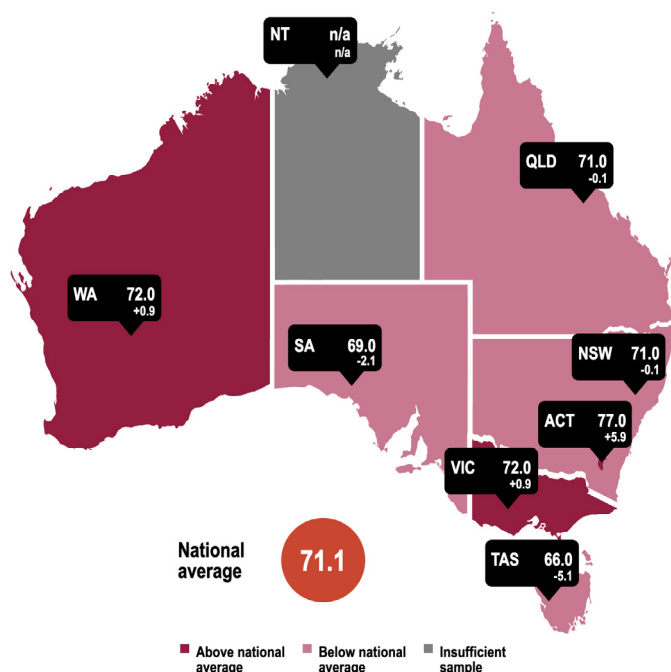 NT n/a
n/a
QLD 71.0
-0.1
WA 72.0
+0.9
SA 69.0
-2.1
NSW 71.0
-0.1
ACT 77.0
+5.9
VIC 72.0
+0.9
National
average
71.1
TAS 66.0
-5.1
Above national
average
Below national
average
Insufficient
sample